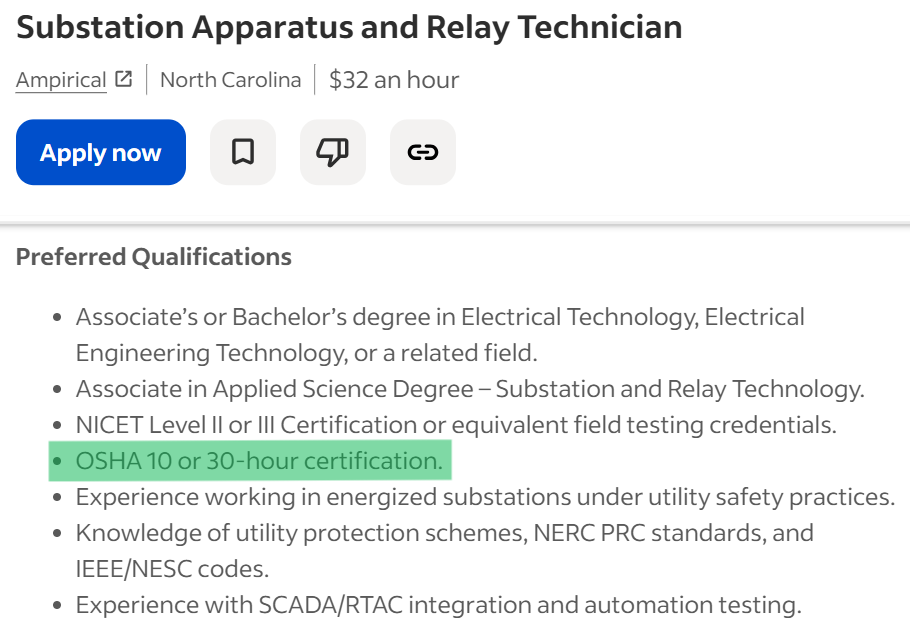 Substation Apparatus and Relay Technician
Ampirical North Carolina $32 an hour
Apply now
Preferred Qualifications
• Associate’s or Bachelor’s degree in Electrical Technology, Electrical
Engineering Technology, or a related field.
• Associate in Applied Science Degree – Substation and Relay Technology.
• NICET Level II or III Certification or equivalent field testing credentials.
• OSHA 10 or 30-hour certification.
• Experience working in energized substations under utility safety practices.
• Knowledge of utility protection schemes, NERC PRC standards, and
IEEE/NESC codes.
• Experience with SCADA/RTAC integration and automation testing.